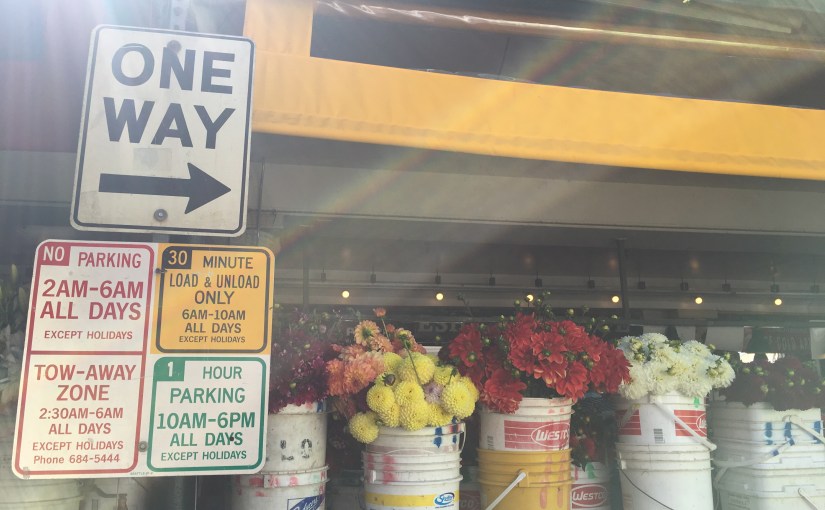 ONE
WAY
NO PARKING
2AM-6AM
ALL DAYS
EXCEPT HOLIDAYS
TOW-AWAY
ZONE
2:30AM-6AM
ALL DAYS
EXCEPT HOLIDAYS
Phone 684-5444
30 MINUTE
LOAD & UNLOAD
ONLY
6AM-10AM
ALL DAYS
EXCEPT HOLIDAYS
1 HOUR
PARKING
10AM-6PM
ALL DAYS
EXCEPT HOLIDAYS
WESTCO
WESTCO